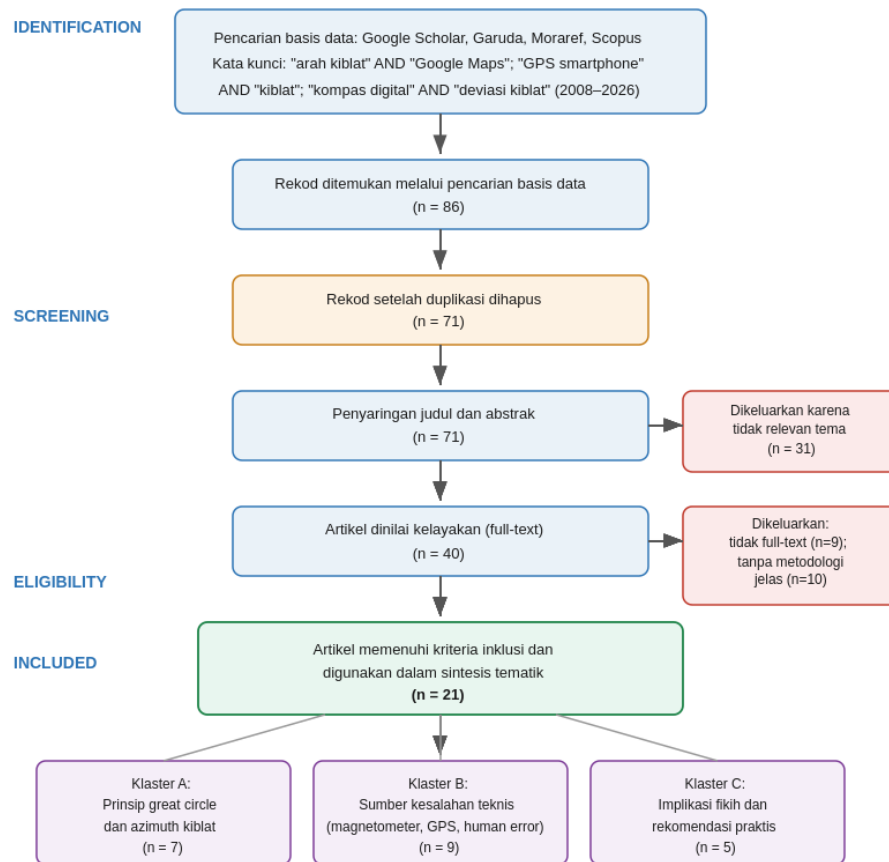 IDENTIFICATION
Pencarian basis data: Google Scholar, Garuda, Moraref, Scopus
Kata kunci: "arah kiblat" AND "Google Maps"; "GPS smartphone"
AND "kiblat"; "kompas digital" AND "deviasi kiblat" (2008–2026)
Rekod ditemukan melalui pencarian basis data
(n = 86)
SCREENING
Rekod setelah duplikasi dihapus
(n = 71)
Penyaringan judul dan abstrak
(n = 71)
Dikeluarkan karena
tidak relevan tema
(n = 31)
Artikel dinilai kelayakan (full-text)
(n = 40)
Dikeluarkan:
tidak full-text (n=9);
tanpa metodologi
jelas (n=10)
ELIGIBILITY
INCLUDED
Artikel memenuhi kriteria inklusi dan
digunakan dalam sintesis tematik
(n = 21)
Klaster A:
Prinsip great circle
dan azimuth kiblat
(n = 7)
Klaster B:
Sumber kesalahan teknis
(magnetometer, GPS, human error)
(n = 9)
Klaster C:
Implikasi fikih dan
rekomendasi praktis
(n = 5)